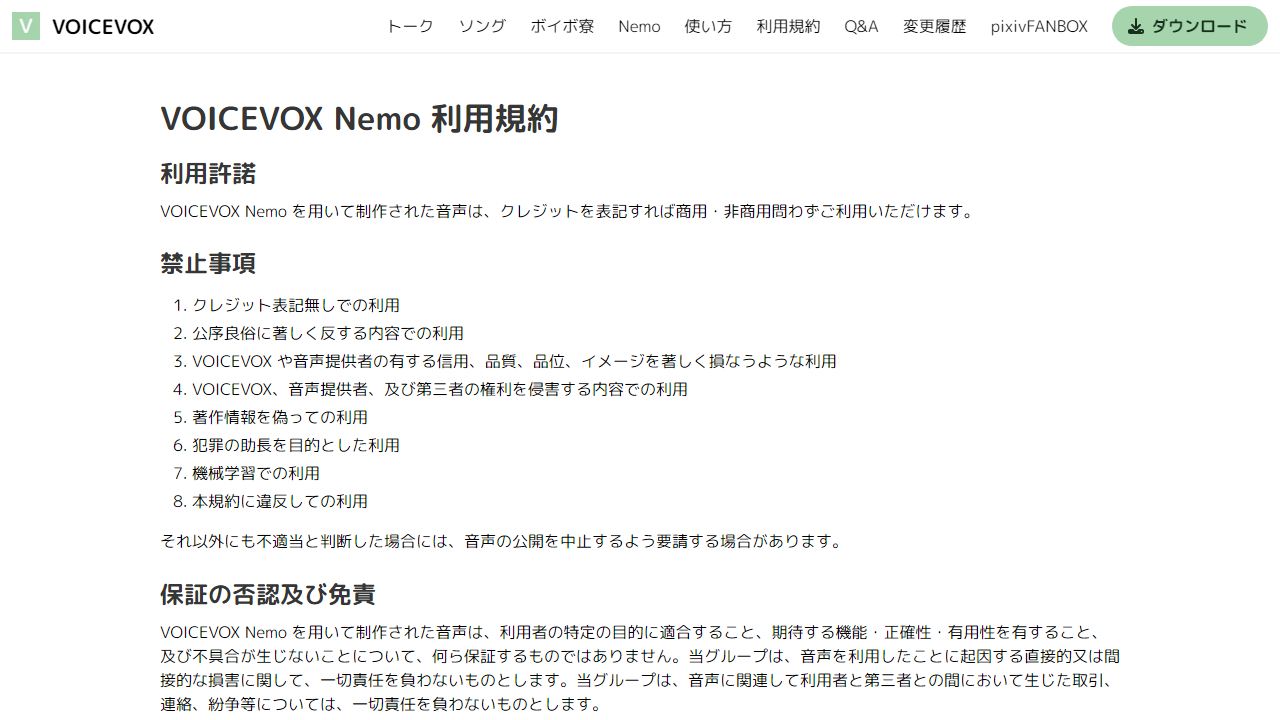 V VOICEVOX トーク ソング ボイボ寮 Nemo 使い方 利用規約 Q&A 変更履歴 pixivFANBOX ダウンロード
VOICEVOX Nemo 利用規約
利用許諾
VOICEVOX Nemo を用いて制作された音声は、クレジットを表記すれば商用・非商用問わずご利用いただけます。
禁止事項
1. クレジット表記無しでの利用
2. 公序良俗に著しく反する内容での利用
3. VOICEVOX や音声提供者の有する信用、品質、品位、イメージを著しく損なうような利用
4. VOICEVOX、音声提供者、及び第三者の権利を侵害する内容での利用
5. 著作情報を偽っての利用
6. 犯罪の助長を目的とした利用
7. 機械学習での利用
8. 本規約に違反しての利用
それ以外にも不適当と判断した場合には、音声の公開を中止するよう要請する場合があります。
保証の否認及び免責
VOICEVOX Nemo を用いて制作された音声は、利用者の特定の目的に適合すること、期待する機能・正確性・有用性を有すること、
及び不具合が生じないことについて、何ら保証するものではありません。当グループは、音声を利用したことに起因する直接的又は間
接的な損害に関して、一切責任を負わないものとします。当グループは、音声に関連して利用者と第三者との間において生じた取引、
連絡、紛争等については、一切責任を負わないものとします。